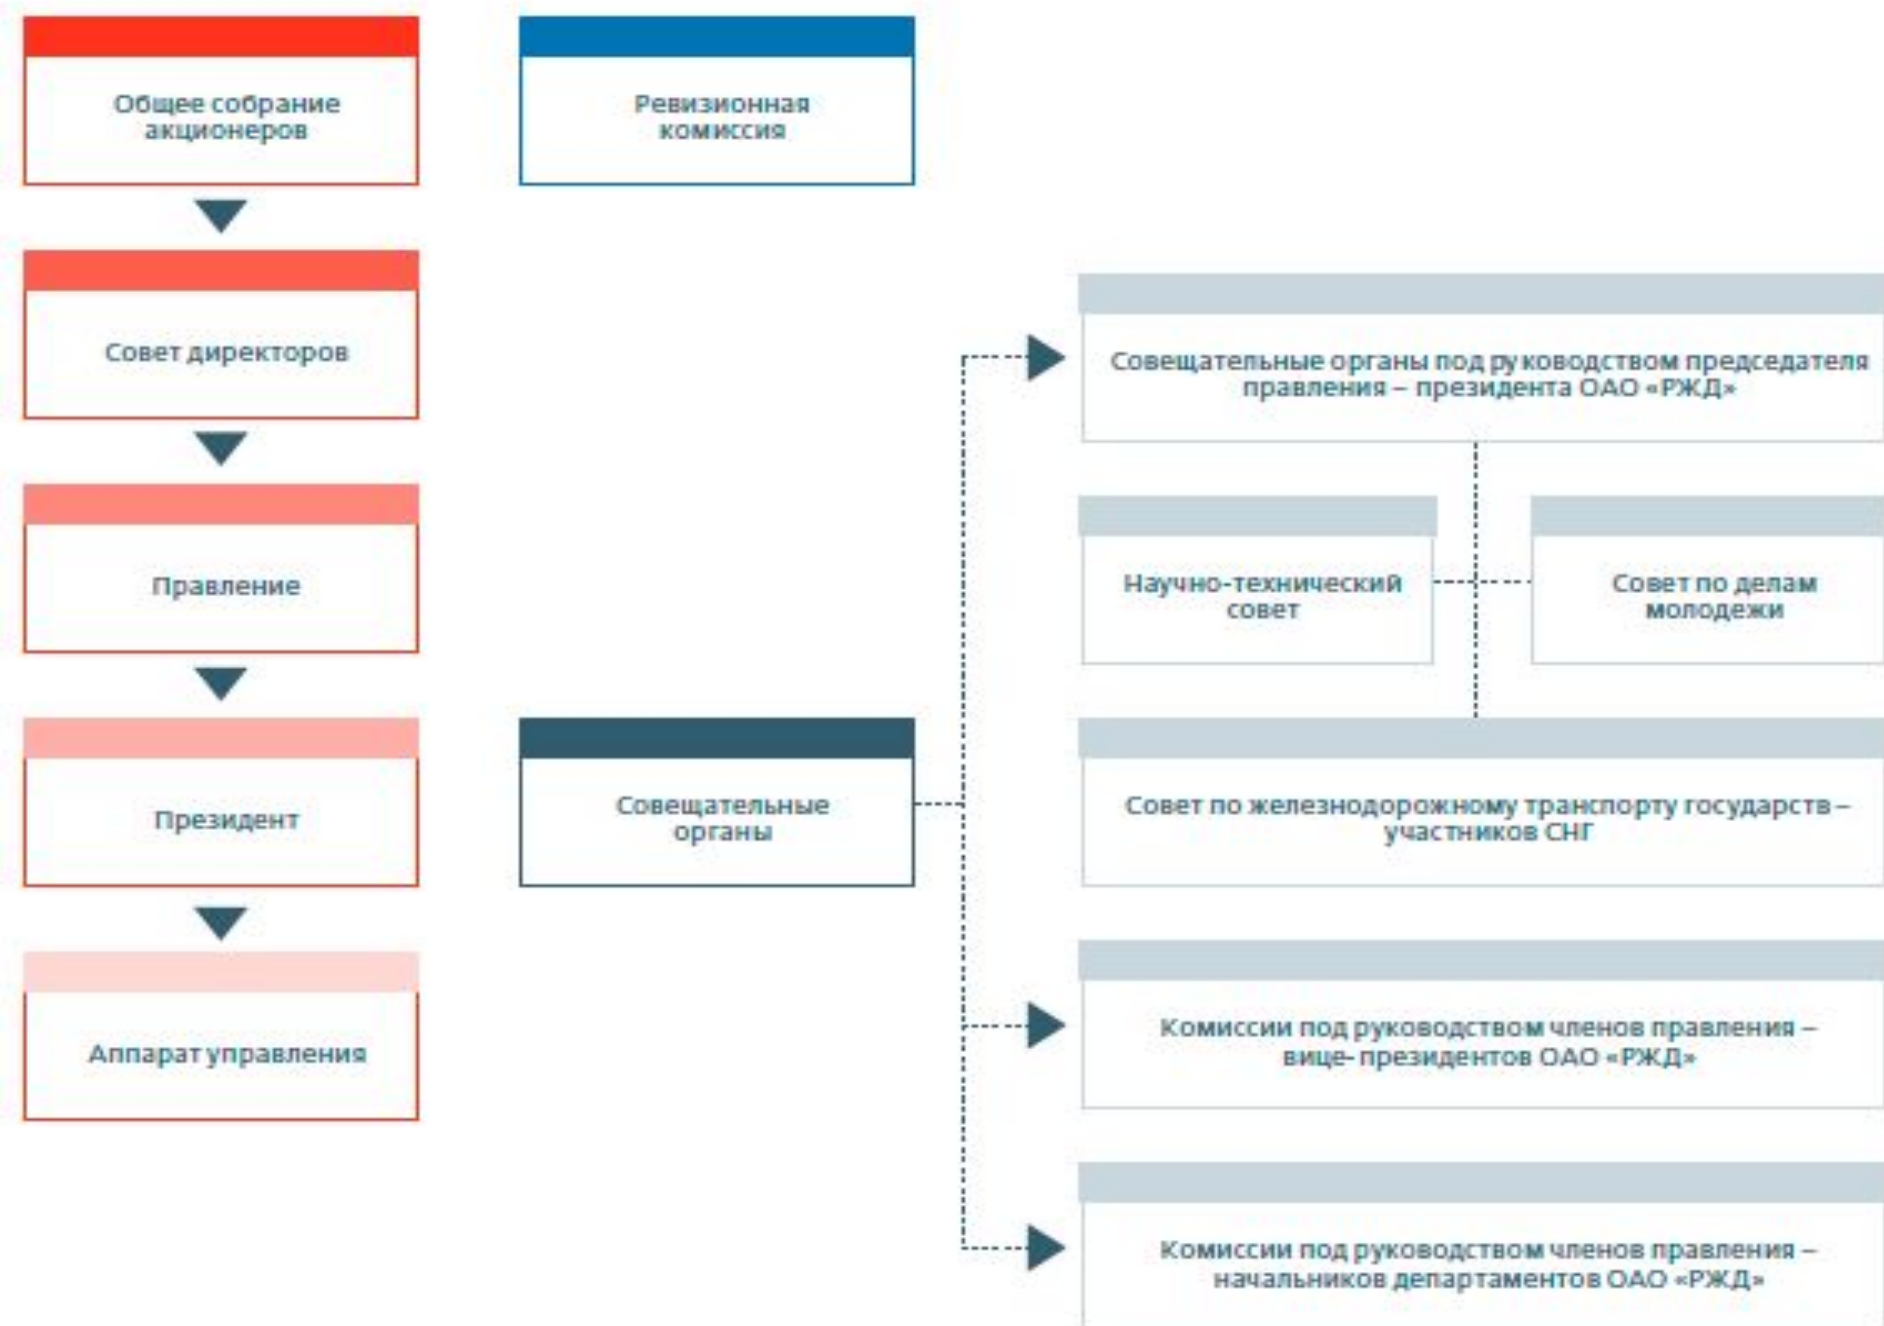 Общее собрание
акционеров
Ревизионная
комиссия
Совет директоров
Совещательные органы под руководством председателя
правления – президента ОАО «РЖД»
Правление
Научно-технический
совет
Совет по делам
молодежи
Президент
Совещательные
органы
Совет по железнодорожному транспорту государств –
участников СНГ
Аппарат управления
Комиссии под руководством членов правления –
вице-президентов ОАО «РЖД»
Комиссии под руководством членов правления –
начальников департаментов ОАО «РЖД»